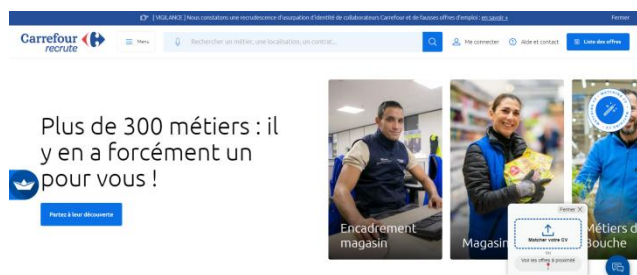 [VIGILANCE] Nous constatons une recrudescence d'usurpation d'identité de collaborateurs Carrefour et de fausses offres d'emploi : en savoir +
Fermer
Carrefour
recrute
Menu
Rechercher un métier, une localisation, un contrat...
Me connecter
Aide et contact
Liste des offres
Plus de 300 métiers : il
y en a forcément un
pour vous !
Partez à leur découverte
Encadrement
magasin
Magasin
Métiers d
Bouche
Fermer X
Matcher votre CV
ou
Voir les offres à proximité